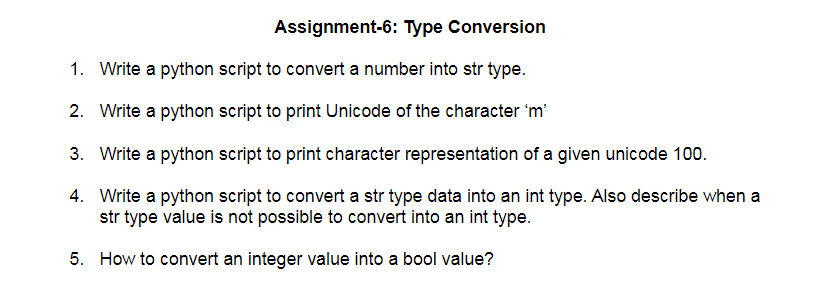 Assignment-6: Type Conversion
1. Write a python script to convert a number into str type.
2. Write a python script to print Unicode of the character ‘m’
3. Write a python script to print character representation of a given unicode 100.
4. Write a python script to convert a str type data into an int type. Also describe when a
str type value is not possible to convert into an int type.
5. How to convert an integer value into a bool value?